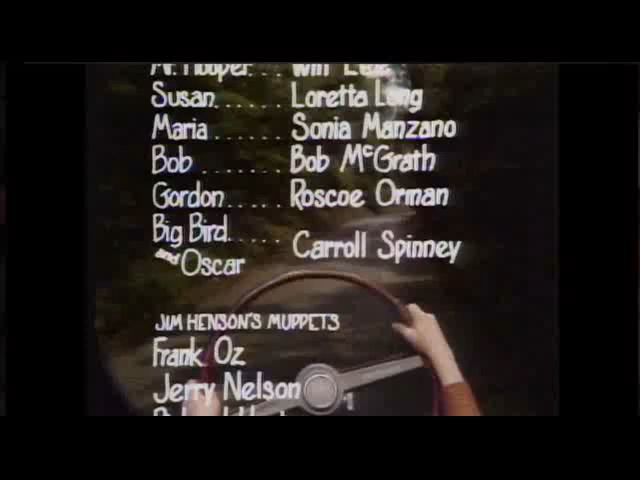 Susan...... Loretta Long
Maria....... Sonia Manzano
Bob ........ Bob McGrath
Gordon...... Roscoe Orman
Big Bird.....
and Oscar Carroll Spinney
JIM HENSON'S MUPPETS
Frank Oz
Jerry Nelson